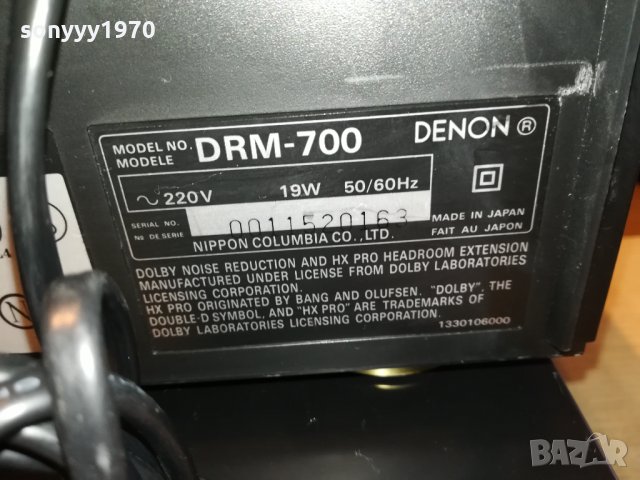 sonyyy1970
MODEL NO. DRM-700 DENON ®
MODELE
~ 220V 19W 50/60Hz
SERIAL NO. 0011520163 MADE IN JAPAN
Nº DE SERIE FAIT AU JAPON
NIPPON COLUMBIA CO., LTD.
DOLBY NOISE REDUCTION AND HX PRO HEADROOM EXTENSION
MANUFACTURED UNDER LICENSE FROM DOLBY LABORATORIES
LICENSING CORPORATION.
HX PRO ORIGINATED BY BANG AND OLUFSEN. "DOLBY", THE
DOUBLE-D SYMBOL, AND "HX PRO" ARE TRADEMARKS OF
DOLBY LABORATORIES LICENSING CORPORATION.
1330106000
BAZAR